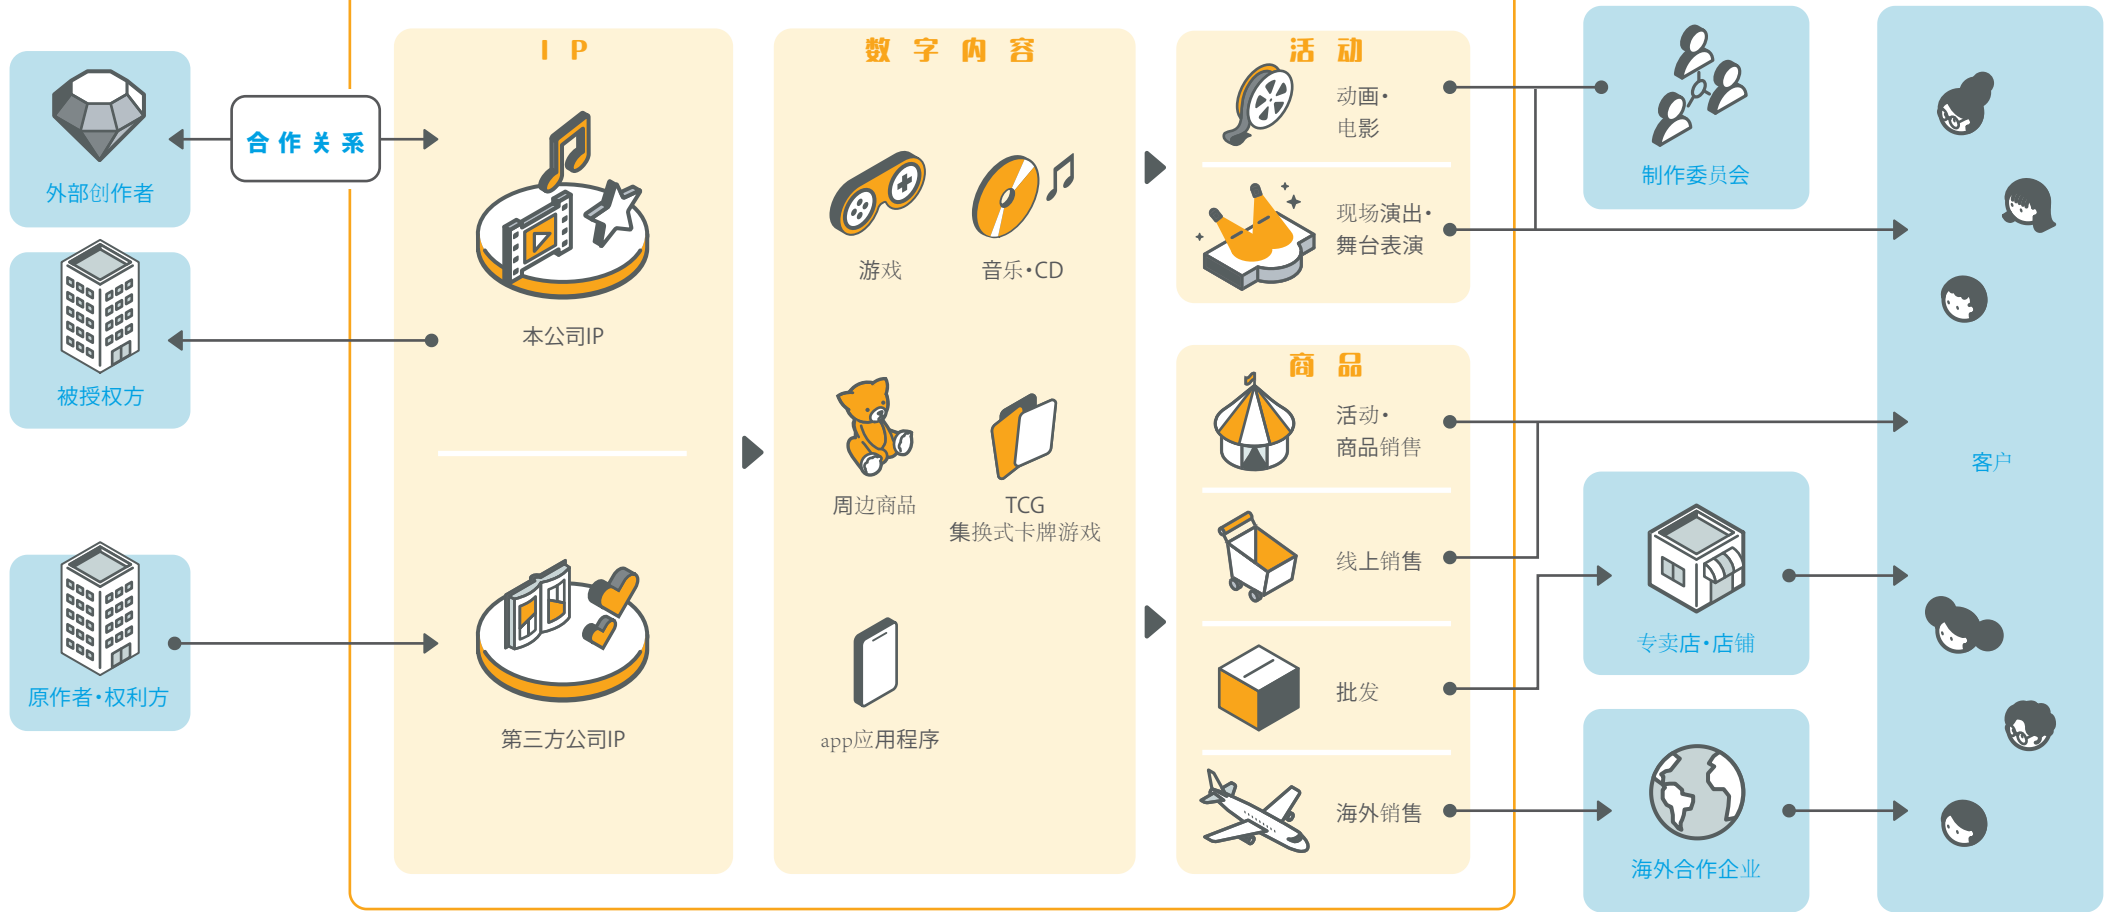 外部创作者
合作关系
被授权方
原作者・权利方
IP
本公司IP
第三方公司IP
数字内容
游戏
音乐・CD
周边商品
TCG
集换式卡牌游戏
app应用程序
活动
动画・
电影
现场演出・
舞台表演
商品
活动・
商品销售
线上销售
批发
海外销售
制作委员会
专卖店・店铺
海外合作企业
客户